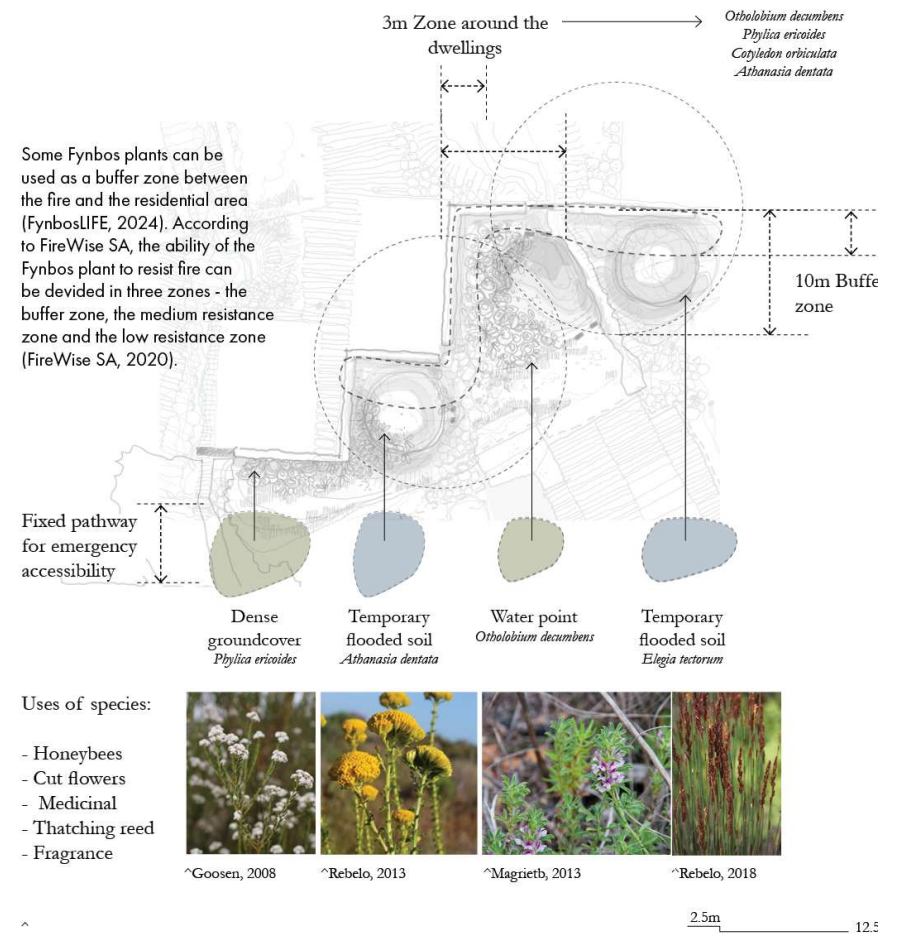 3m Zone around the
dwellings
Otholobium decumbens
Phylica ericoides
Cotyledon orbiculata
Athanasia dentata
Some Fynbos plants can be
used as a buffer zone between
the fire and the residential area
(FynbosLIFE, 2024). According
to FireWise SA, the ability of the
Fynbos plant to resist fire can
be devided in three zones - the
buffer zone, the medium resistance
zone and the low resistance zone
(FireWise SA, 2020).
10m Buffe
zone
Fixed pathway
for emergency
accessibility
Dense
groundcover
Phylica ericoides
Temporary
flooded soil
Athanasia dentata
Water point
Otholobium decumbens
Temporary
flooded soil
Elegia tectorum
Uses of species:
- Honeybees
- Cut flowers
- Medicinal
- Thatching reed
- Fragrance
^Goosen, 2008
^Rebelo, 2013
^Magrietb, 2013
^Rebelo, 2018
^
2.5m
12.5